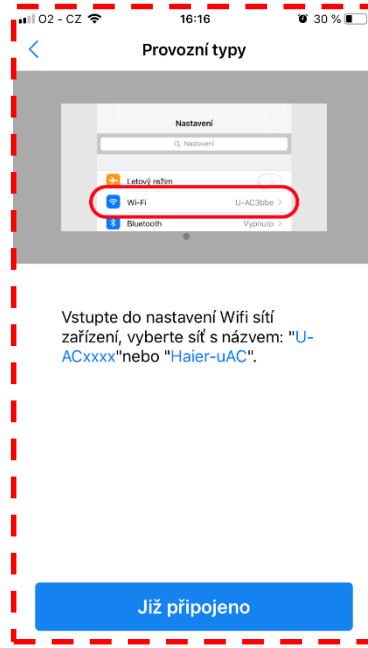 O2 - CZ 16:16 30 %
Provozní typy
Nastavení
Nastavení
Letový režim
Wi-Fi U-AC3bbe
Bluetooth Vypnuto
Vstupte do nastavení Wifi sítí
zařízení, vyberte síť s názvem: "U-
ACxxxx"nebo "Haier-uAC".
Již připojeno